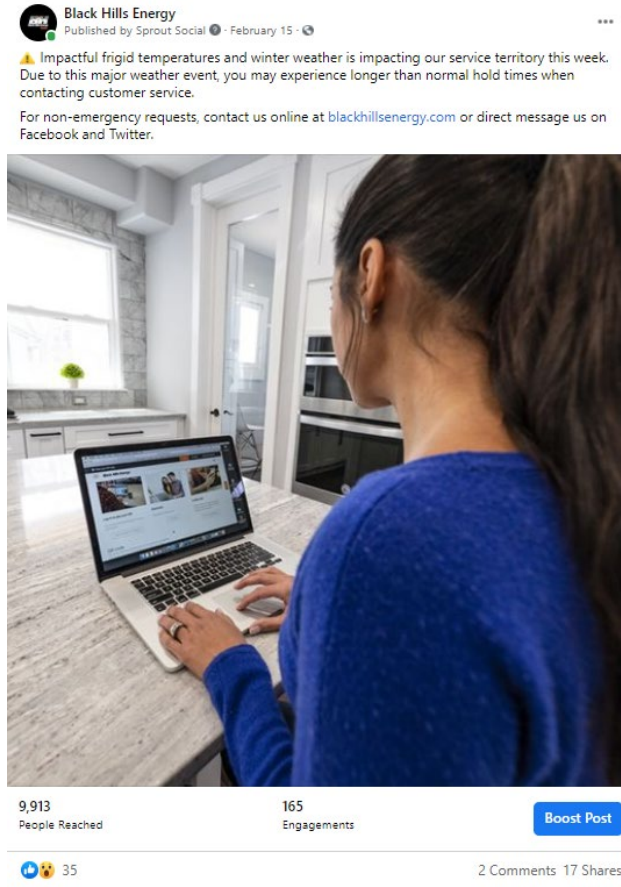 Black Hills Energy
Published by Sprout Social · February 15 ·
⚠️ Impactful frigid temperatures and winter weather is impacting our service territory this week.
Due to this major weather event, you may experience longer than normal hold times when
contacting customer service.
For non-emergency requests, contact us online at blackhillsenergy.com or direct message us on
Facebook and Twitter.
9,913
People Reached
165
Engagements
Boost Post
35
2 Comments 17 Shares